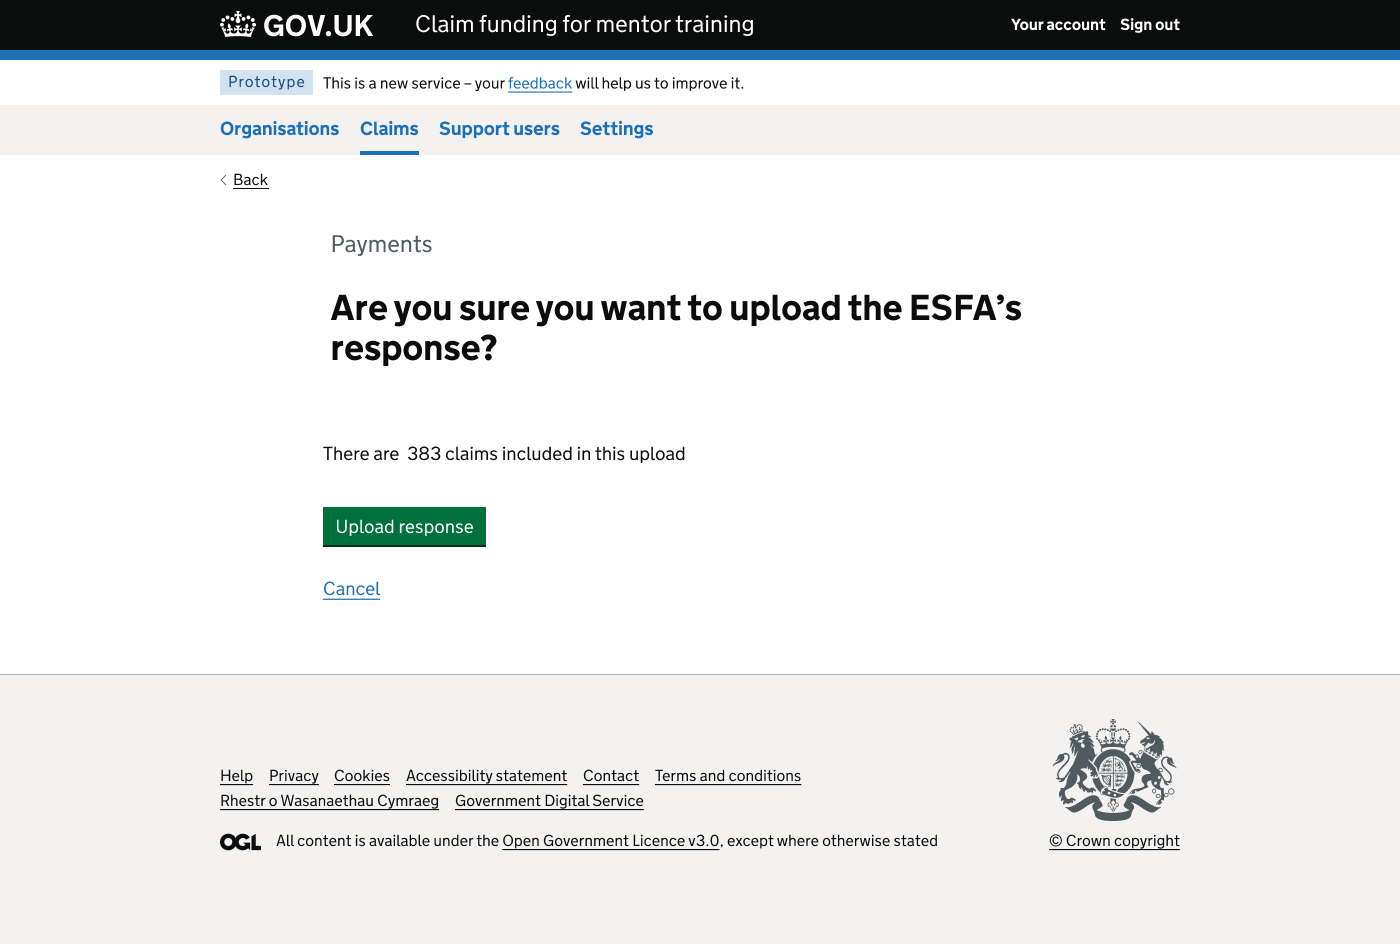 GOV.UK Claim funding for mentor training Your account Sign out
Prototype This is a new service – your feedback will help us to improve it.
Organisations Claims Support users Settings
Back
Payments
Are you sure you want to upload the ESFA’s
response?
There are 383 claims included in this upload
Upload response
Cancel
Help Privacy Cookies Accessibility statement Contact Terms and conditions
Rhestr o Wasanaethau Cymraeg Government Digital Service
OGL All content is available under the Open Government Licence v3.0, except where otherwise stated
© Crown copyright